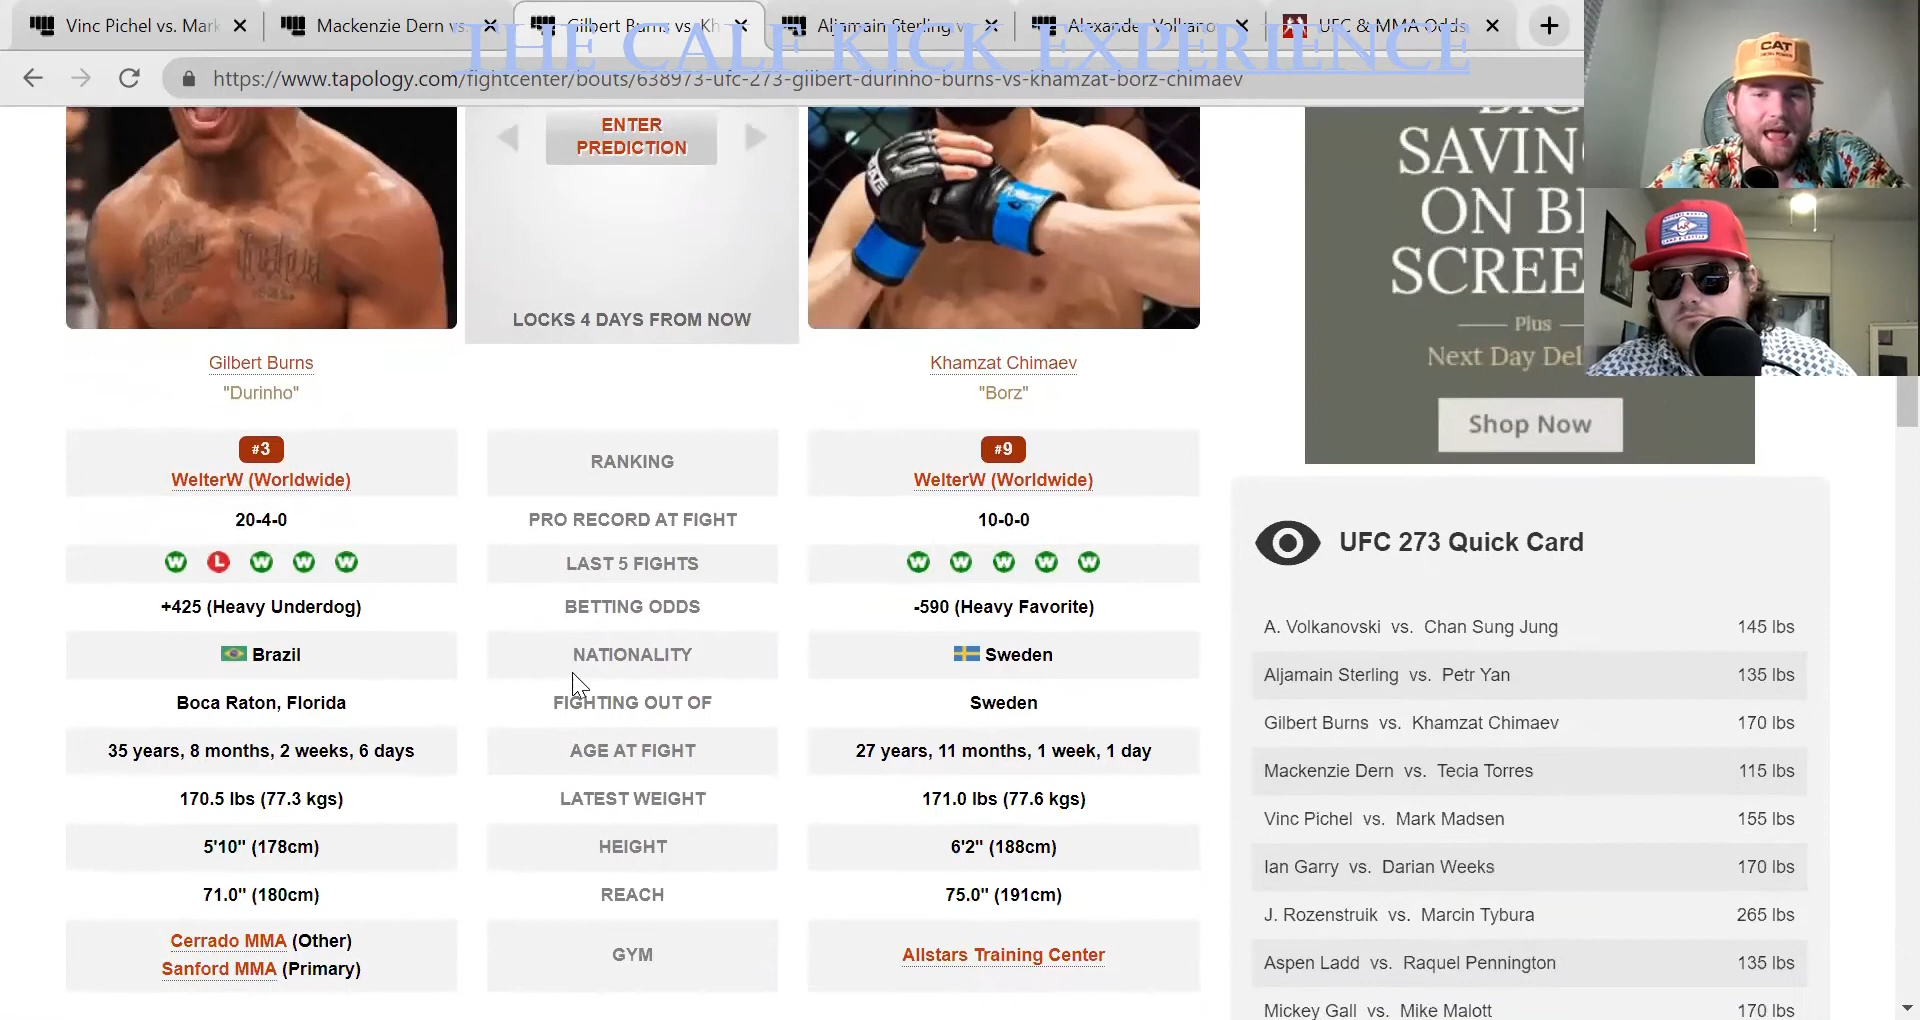 Vinc Pichel vs. Mark
Mackenzie Dern vs.
Gilbert Burns vs. Kh
Aljamain Sterling v
Alexander Volkano
UFC & MMA Odds
THE CALF KICK EXPERIENCE
https://www.tapology.com/fightcenter/bouts/638973-ufc-273-gilbert-durinho-burns-vs-khamzat-borz-chimaev
CAT
ENTER
PREDICTION
LOCKS 4 DAYS FROM NOW
SAVIN
ON B
SCREE
Plus
Next Day Del
Shop Now
Gilbert Burns
"Durinho"
Khamzat Chimaev
"Borz"
#3
WelterW (Worldwide)
RANKING
#9
WelterW (Worldwide)
20-4-0
PRO RECORD AT FIGHT
10-0-0
W L W W W
LAST 5 FIGHTS
W W W W W
+425 (Heavy Underdog)
BETTING ODDS
-590 (Heavy Favorite)
Brazil
NATIONALITY
Sweden
Boca Raton, Florida
FIGHTING OUT OF
Sweden
35 years, 8 months, 2 weeks, 6 days
AGE AT FIGHT
27 years, 11 months, 1 week, 1 day
170.5 lbs (77.3 kgs)
LATEST WEIGHT
171.0 lbs (77.6 kgs)
5'10" (178cm)
HEIGHT
6'2" (188cm)
71.0" (180cm)
REACH
75.0" (191cm)
Cerrado MMA (Other)
Sanford MMA (Primary)
GYM
Allstars Training Center
UFC 273 Quick Card
A. Volkanovski vs. Chan Sung Jung 145 lbs
Aljamain Sterling vs. Petr Yan 135 lbs
Gilbert Burns vs. Khamzat Chimaev 170 lbs
Mackenzie Dern vs. Tecia Torres 115 lbs
Vinc Pichel vs. Mark Madsen 155 lbs
Ian Garry vs. Darian Weeks 170 lbs
J. Rozenstruik vs. Marcin Tybura 265 lbs
Aspen Ladd vs. Raquel Pennington 135 lbs
Mickey Gall vs. Mike Malott 170 lbs